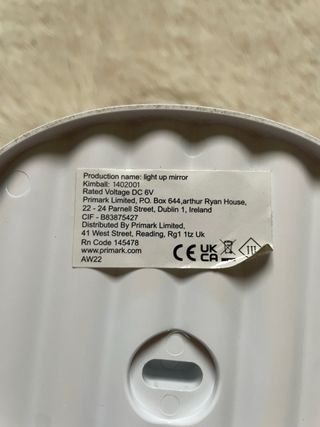 Production name: light up mirror
Kimball: 1402001
Rated Voltage DC 6V
Primark Limited, P.O. Box 644,arthur Ryan House,
22 - 24 Parnell Street, Dublin 1, Ireland
CIF - B83875427
Distributed By Primark Limited,
41 West Street, Reading, Rg1 1tz Uk
Rn Code 145478
www.primark.com
AW22
CE UK CA